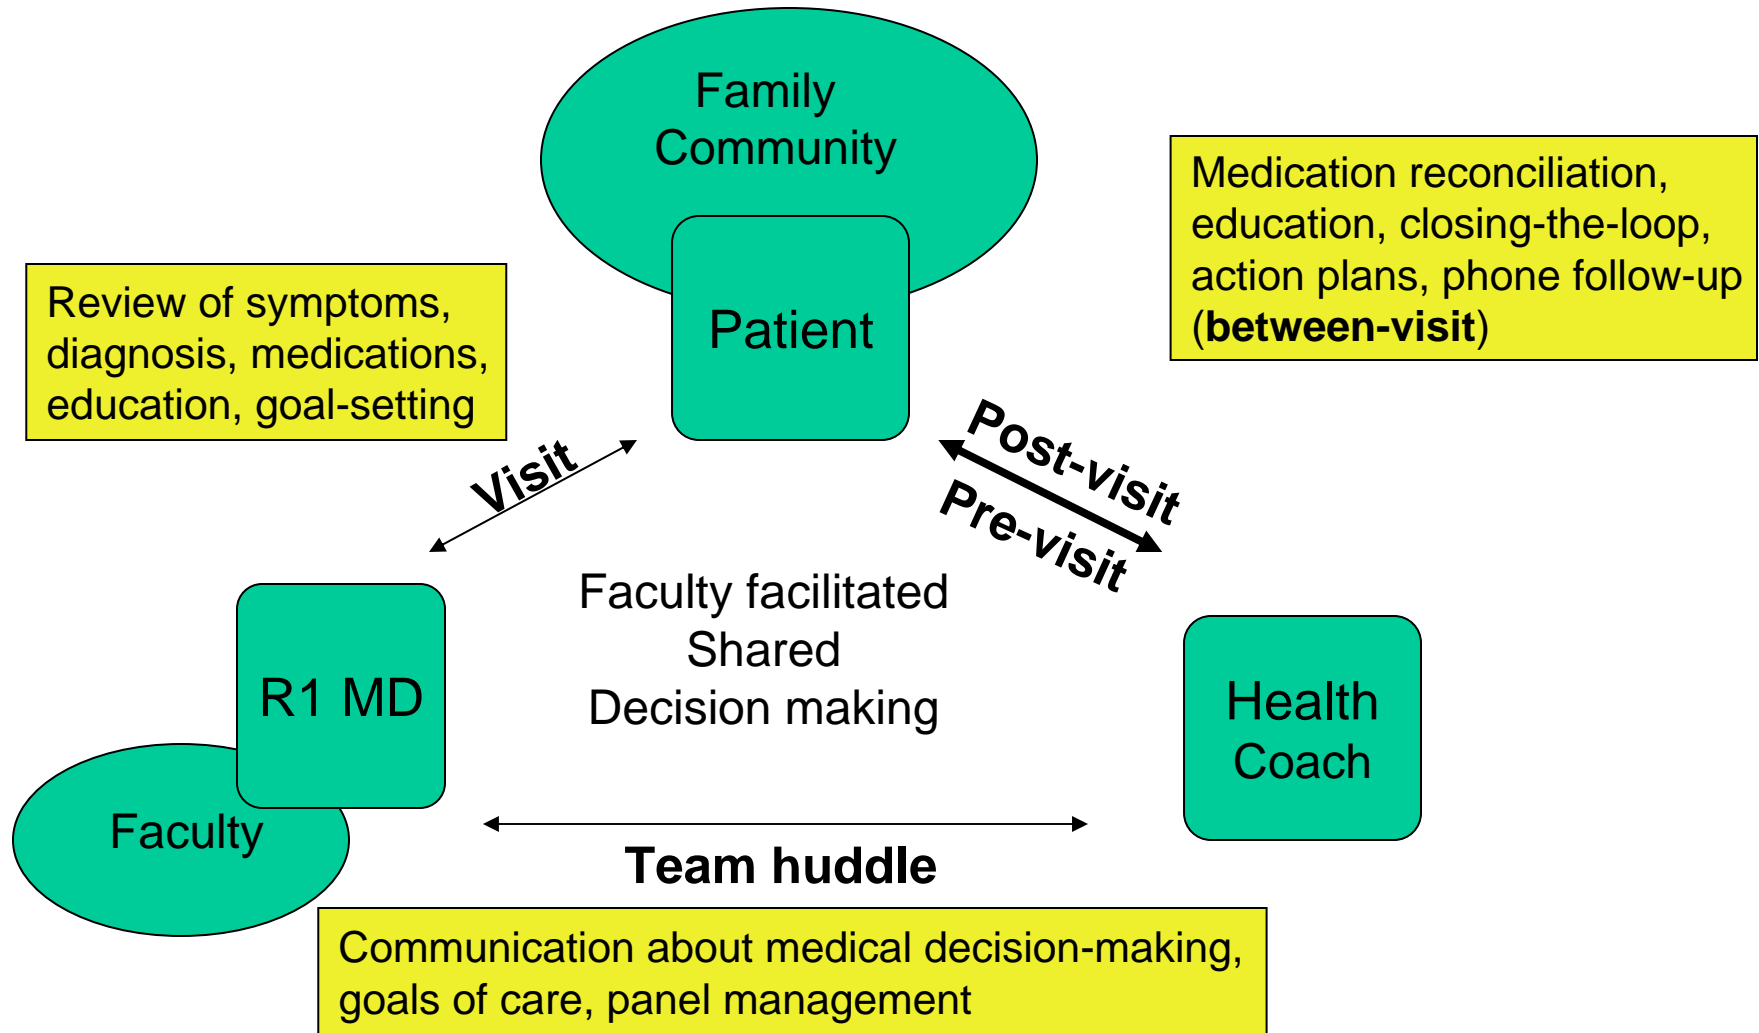 Family
Community
Patient
Medication reconciliation,
education, closing-the-loop,
action plans, phone follow-up
(between-visit)
Review of symptoms,
diagnosis, medications,
education, goal-setting
Visit
Post-visit
Pre-visit
Faculty facilitated
Shared
Decision making
R1 MD
Faculty
Health
Coach
Team huddle
Communication about medical decision-making,
goals of care, panel management